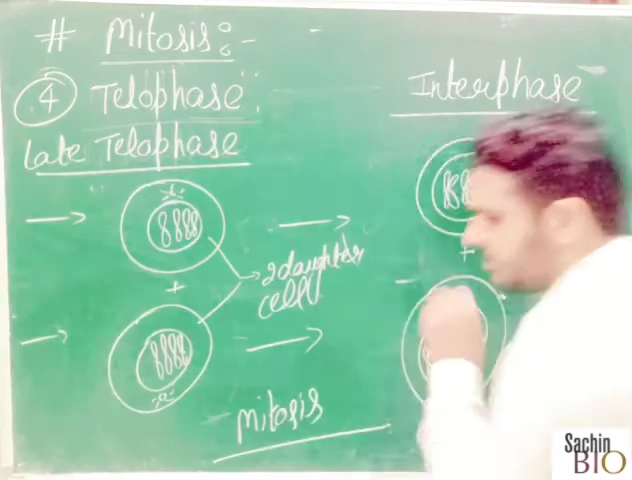 # Mitosis:-
4 Telophase:
Late Telophase
Interphase
+
+
2 daughter
cell
Mitosis
Sachin
BIO